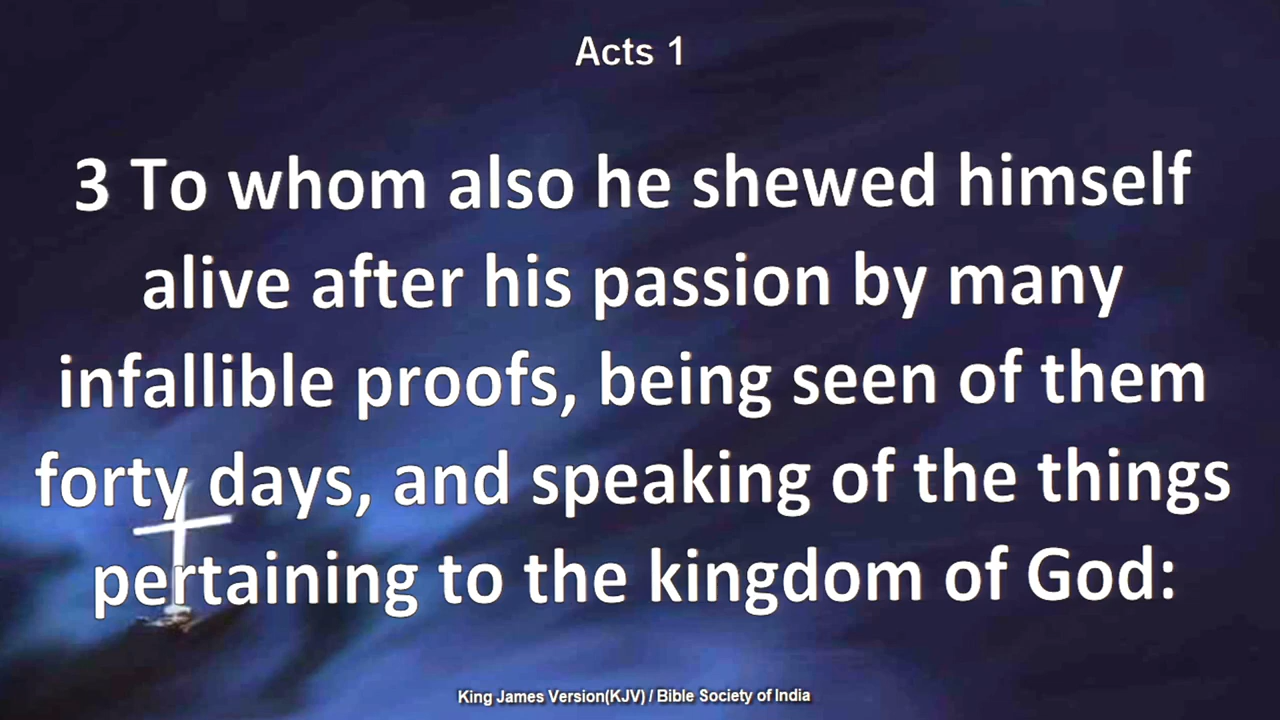 Acts 1
3 To whom also he shewed himself
alive after his passion by many
infallible proofs, being seen of them
forty days, and speaking of the things
pertaining to the kingdom of God:
King James Version(KJV) / Bible Society of India